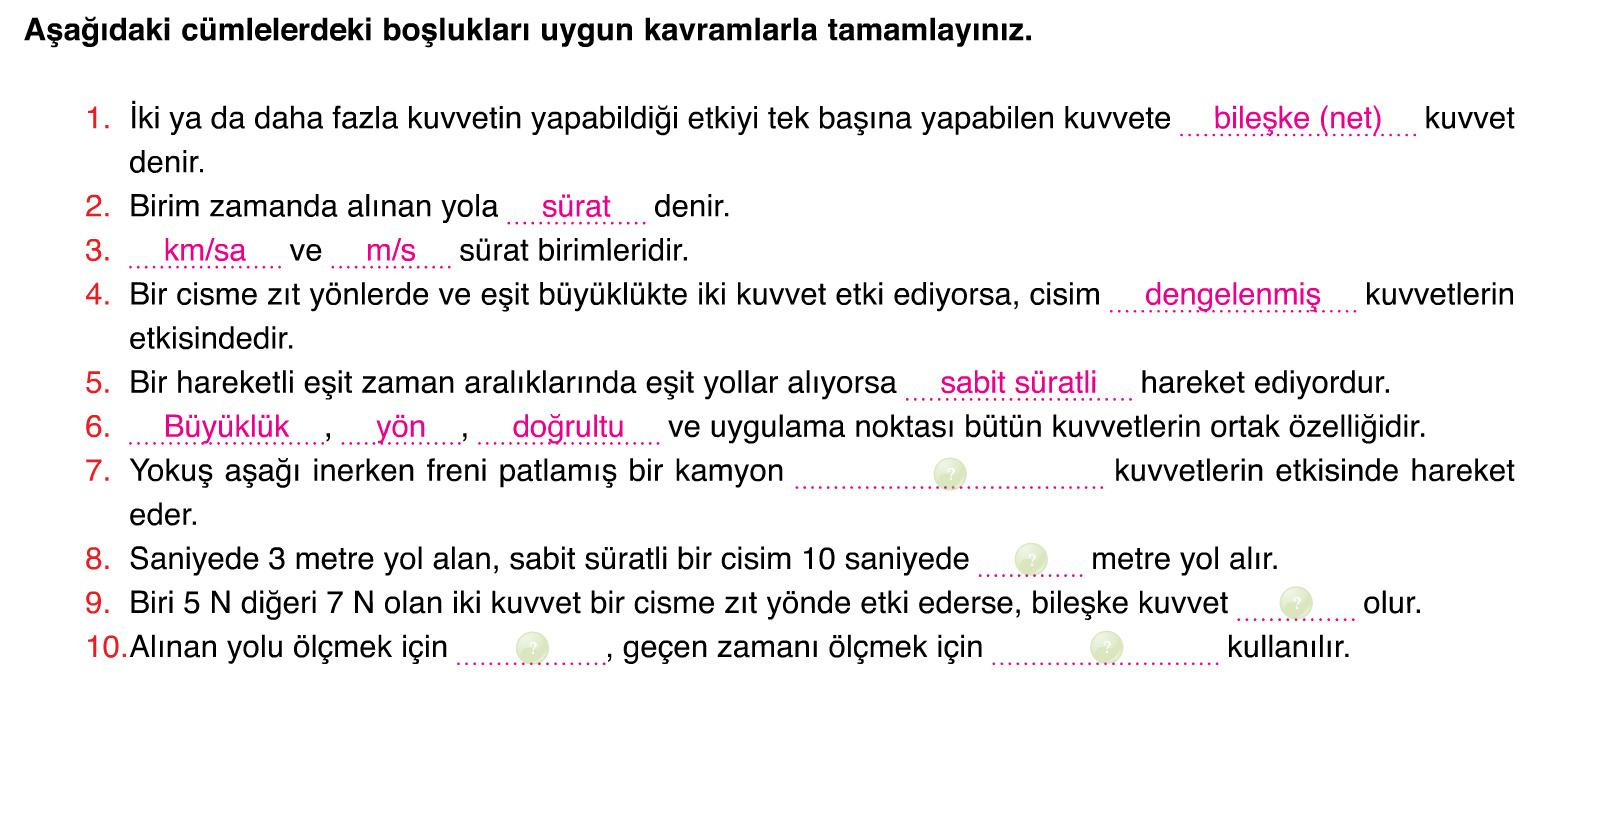 Aşağıdaki cümlelerdeki boşlukları uygun kavramlarla tamamlayınız.
1. İki ya da daha fazla kuvvetin yapabildiği etkiyi tek başına yapabilen kuvvete bileşke (net) kuvvet
denir.
2. Birim zamanda alınan yola sürat denir.
3. km/sa ve m/s sürat birimleridir.
4. Bir cisme zıt yönlerde ve eşit büyüklükte iki kuvvet etki ediyorsa, cisim dengelenmiş kuvvetlerin
etkisindedir.
5. Bir hareketli eşit zaman aralıklarında eşit yollar alıyorsa sabit süratli hareket ediyordur.
6. Büyüklük, yön, doğrultu ve uygulama noktası bütün kuvvetlerin ortak özelliğidir.
7. Yokuş aşağı inerken freni patlamış bir kamyon ? kuvvetlerin etkisinde hareket
eder.
8. Saniyede 3 metre yol alan, sabit süratli bir cisim 10 saniyede ? metre yol alır.
9. Biri 5 N diğeri 7 N olan iki kuvvet bir cisme zıt yönde etki ederse, bileşke kuvvet ? olur.
10. Alınan yolu ölçmek için ?, geçen zamanı ölçmek için ? kullanılır.